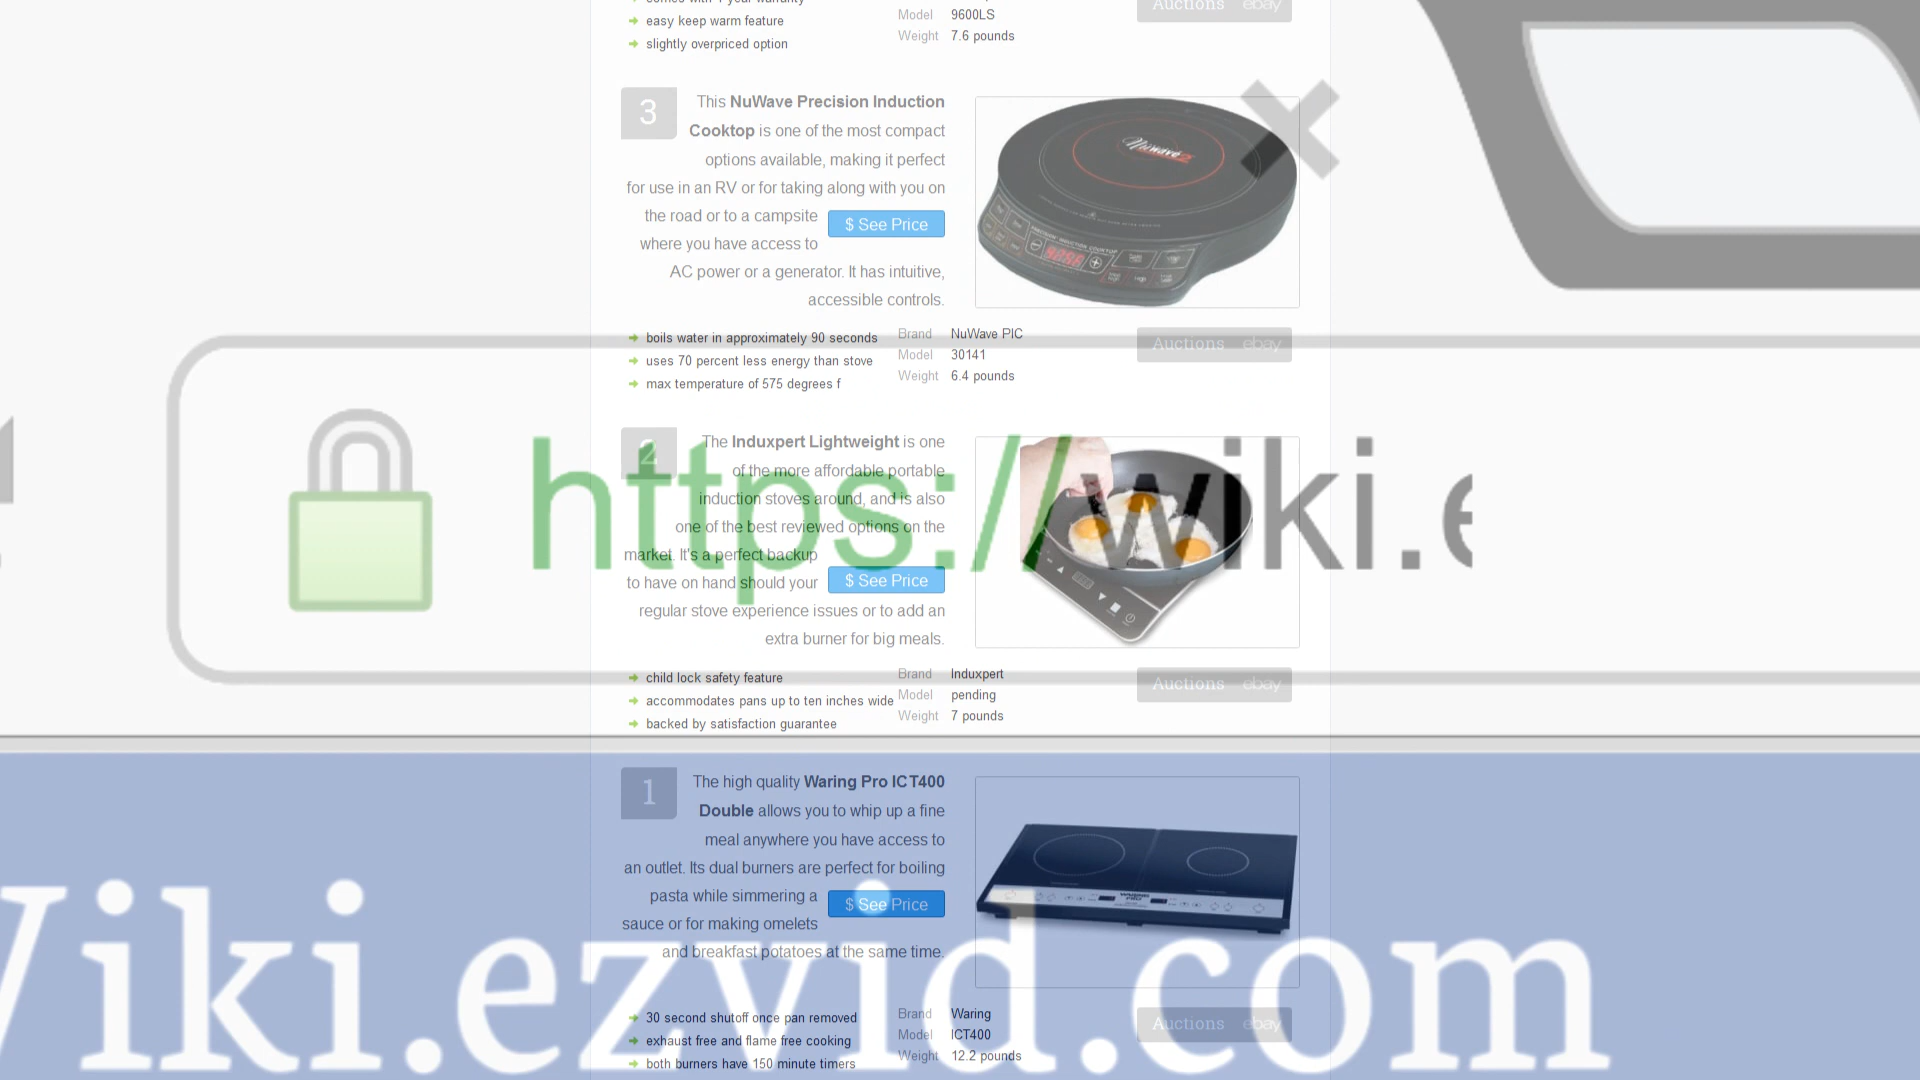 Auctions ebay
easy keep warm feature
slightly overpriced option
Model 9600LS
Weight 7.6 pounds
3
This NuWave Precision Induction
Cooktop is one of the most compact
options available, making it perfect
for use in an RV or for taking along with you on
the road or to a campsite
$ See Price
where you have access to
AC power or a generator. It has intuitive,
accessible controls.
NuWave 2
PRECISION INDUCTION COOKTOP
boils water in approximately 90 seconds
uses 70 percent less energy than stove
max temperature of 575 degrees f
Brand NuWave PIC
Model 30141
Weight 6.4 pounds
Auctions ebay
https://wiki.e
2
The Induxpert Lightweight is one
of the more affordable portable
induction stoves around, and is also
one of the best reviewed options on the
market. It's a perfect backup
$ See Price
to have on hand should your
regular stove experience issues or to add an
extra burner for big meals.
child lock safety feature
accommodates pans up to ten inches wide
backed by satisfaction guarantee
Brand Induxpert
Model pending
Weight 7 pounds
Auctions ebay
1
The high quality Waring Pro ICT400
Double allows you to whip up a fine
meal anywhere you have access to
an outlet. Its dual burners are perfect for boiling
pasta while simmering a
$ See Price
sauce or for making omelets
and breakfast potatoes at the same time.
WARING PRO
Wiki.ezvid.com
30 second shutoff once pan removed
exhaust free and flame free cooking
both burners have 150 minute timers
Brand Waring
Model ICT400
Weight 12.2 pounds
Auctions ebay